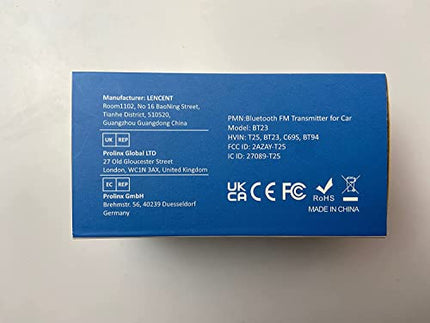 Manufacturer: LENCENT
Room1102, No 16 BaoNing Street,
Tianhe District, 510520,
Guangzhou Guangdong China
UK REP
Prolinx Global LTD
27 Old Gloucester Street
London, WC1N 3AX, United Kingdom
EC REP
Prolinx GmbH
Brehmstr. 56, 40239 Duesseldorf
Germany
PMN:Bluetooth FM Transmitter for Car
Model: BT23
HVIN: T25, BT23, C69S, BT94
FCC ID: 2AZAY-T25
IC ID: 27089-T25
UK CA CE FC RoHS
MADE IN CHINA